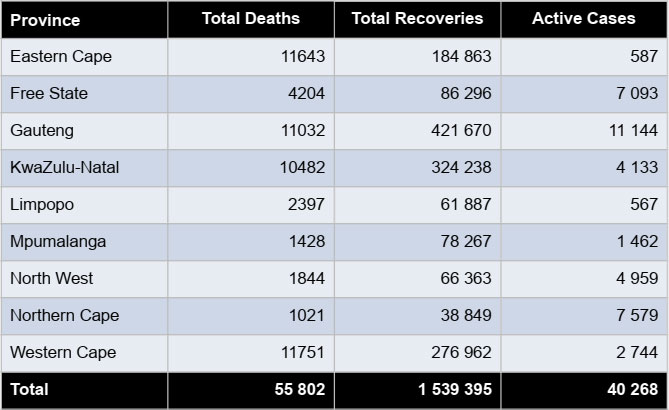 Province Total Deaths Total Recoveries Active Cases
Eastern Cape 11643 184 863 587
Free State 4204 86 296 7 093
Gauteng 11032 421 670 11 144
KwaZulu-Natal 10482 324 238 4 133
Limpopo 2397 61 887 567
Mpumalanga 1428 78 267 1 462
North West 1844 66 363 4 959
Northern Cape 1021 38 849 7 579
Western Cape 11751 276 962 2 744
Total 55 802 1 539 395 40 268